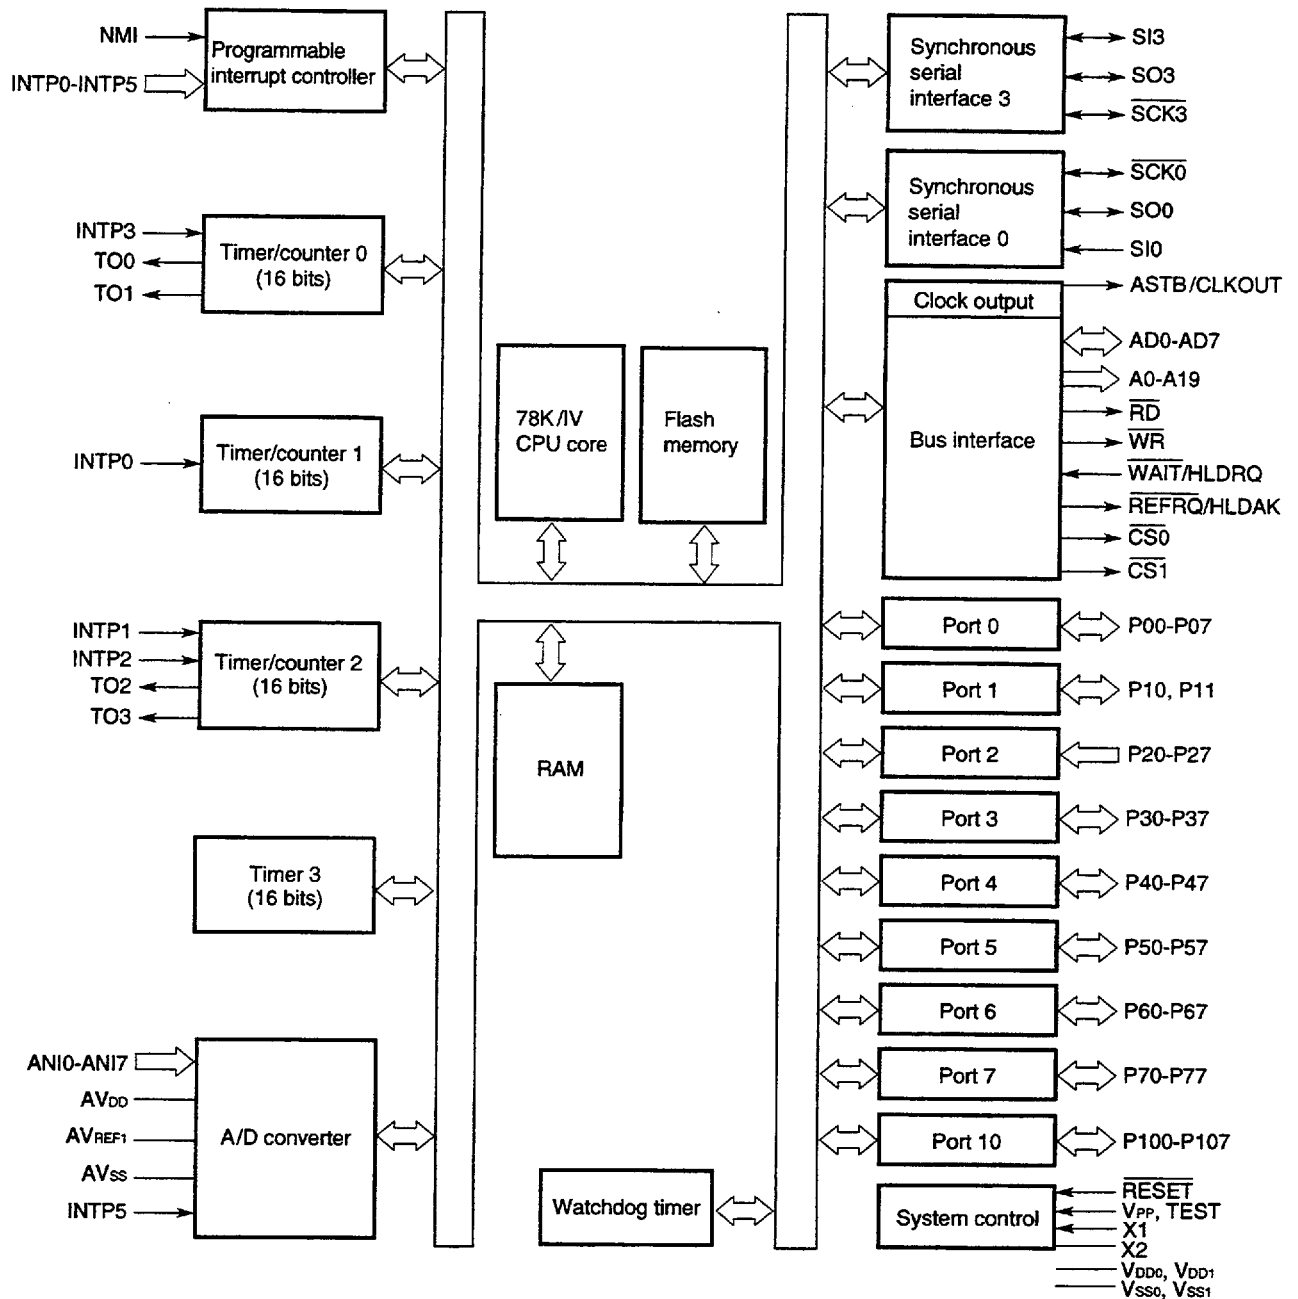 NMI
INTP0-INTP5
Programmable
interrupt controller
INTP3
TO0
TO1
Timer/counter 0
(16 bits)
INTP0
Timer/counter 1
(16 bits)
INTP1
INTP2
TO2
TO3
Timer/counter 2
(16 bits)
Timer 3
(16 bits)
ANI0-ANI7
AVDD
AVREF1
AVSS
INTP5
A/D converter
78K/IV
CPU core
Flash
memory
RAM
Watchdog timer
Synchronous
serial
interface 3
SI3
SO3
SCK3
Synchronous
serial
interface 0
SCK0
SO0
SI0
Clock output
ASTB/CLKOUT
Bus interface
AD0-AD7
A0-A19
RD
WR
WAIT/HLDRQ
REFRQ/HLDAK
CS0
CS1
Port 0
P00-P07
Port 1
P10, P11
Port 2
P20-P27
Port 3
P30-P37
Port 4
P40-P47
Port 5
P50-P57
Port 6
P60-P67
Port 7
P70-P77
Port 10
P100-P107
System control
RESET
VPP, TEST
X1
X2
VDD0, VDD1
VSS0, VSS1